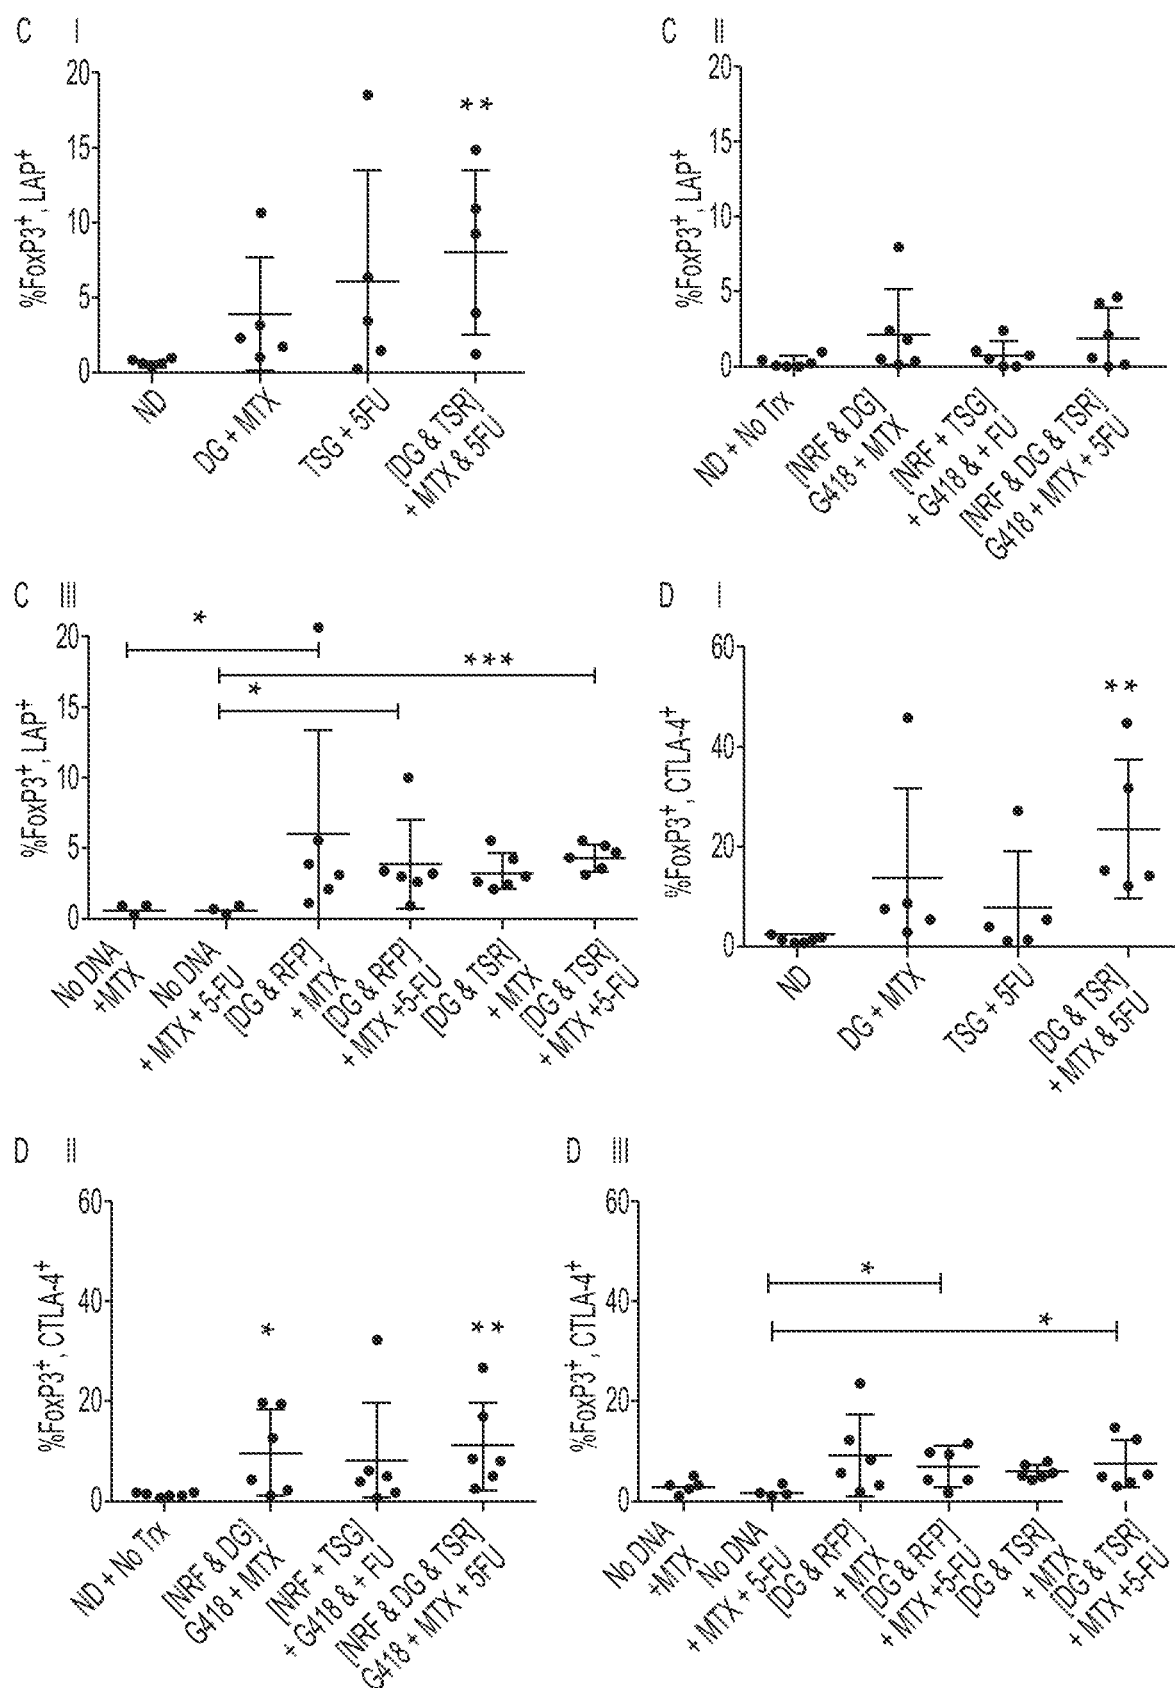 C I
%FoxP3+, LAP+
20
15
10
5
0
**
ND
DG + MTX
TSG + 5FU
[DG & TSR]
+ MTX & 5FU
C II
%FoxP3+, LAP+
20
15
10
5
0
ND + No Trx
[NRF & DG]
G418 + MTX
[NRF + TSG]
+ G418 & + FU
[NRF & DG & TSR]
G418 + MTX + 5FU
C III
%FoxP3+, LAP+
20
15
10
5
0
*
***
*
No DNA
+MTX
No DNA
+ MTX + 5-FU
[DG & RFP]
+ MTX
[DG & RFP]
+ MTX +5-FU
[DG & TSR]
+ MTX
[DG & TSR]
+ MTX +5-FU
D I
%FoxP3+, CTLA-4+
60
40
20
0
**
ND
DG + MTX
TSG + 5FU
[DG & TSR]
+ MTX & 5FU
D II
%FoxP3+, CTLA-4+
60
40
20
0
*
**
ND + No Trx
[NRF & DG]
G418 + MTX
[NRF + TSG]
+ G418 & + FU
[NRF & DG & TSR]
G418 + MTX + 5FU
D III
%FoxP3+, CTLA-4+
60
40
20
0
*
*
No DNA
+MTX
No DNA
+ MTX + 5-FU
[DG & RFP]
+ MTX
[DG & RFP]
+ MTX +5-FU
[DG & TSR]
+ MTX
[DG & TSR]
+ MTX +5-FU